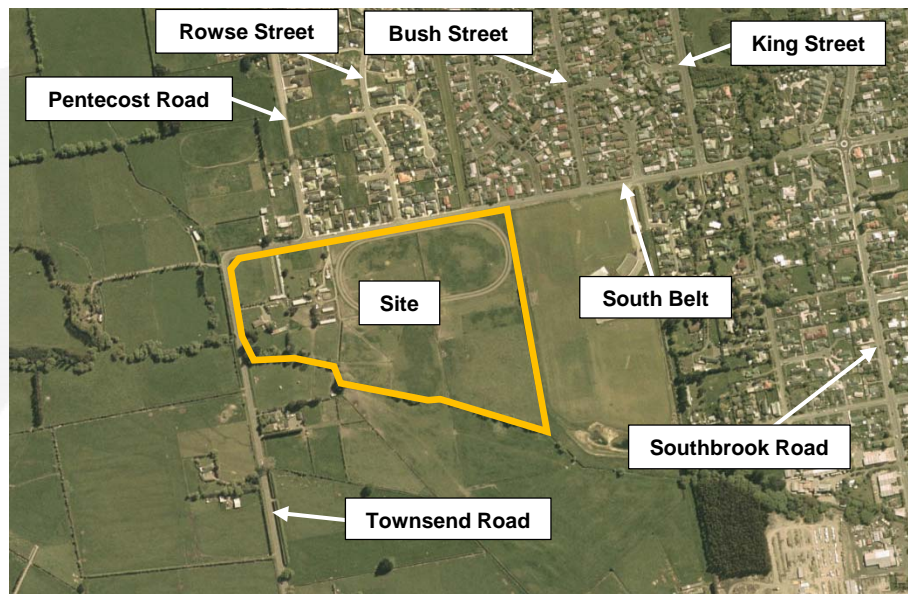 Rowse Street
Bush Street
King Street
Pentecost Road
Site
South Belt
Southbrook Road
Townsend Road